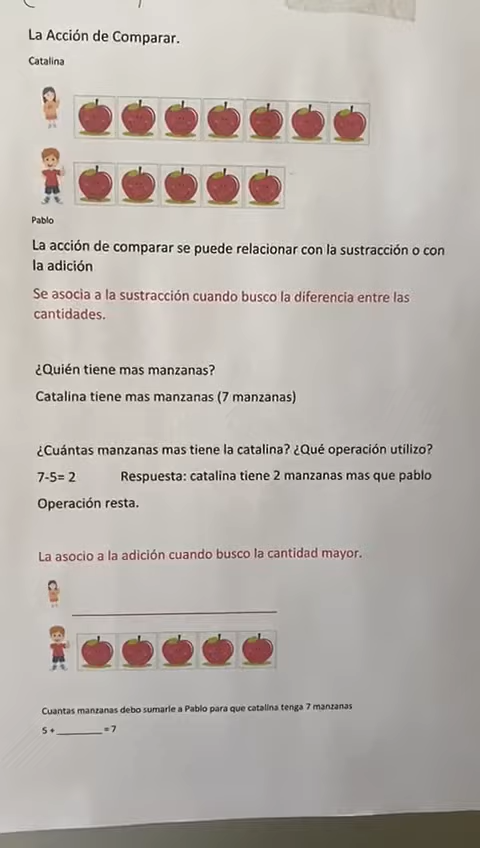 La Acción de Comparar.
Catalina
Pablo
La acción de comparar se puede relacionar con la sustracción o con
la adición
Se asocia a la sustracción cuando busco la diferencia entre las
cantidades.
¿Quién tiene mas manzanas?
Catalina tiene mas manzanas (7 manzanas)
¿Cuántas manzanas mas tiene la catalina? ¿Qué operación utilizo?
7-5= 2 Respuesta: catalina tiene 2 manzanas mas que pablo
Operación resta.
La asocio a la adición cuando busco la cantidad mayor.
Cuantas manzanas debo sumarle a Pablo para que catalina tenga 7 manzanas
5 +________ =7